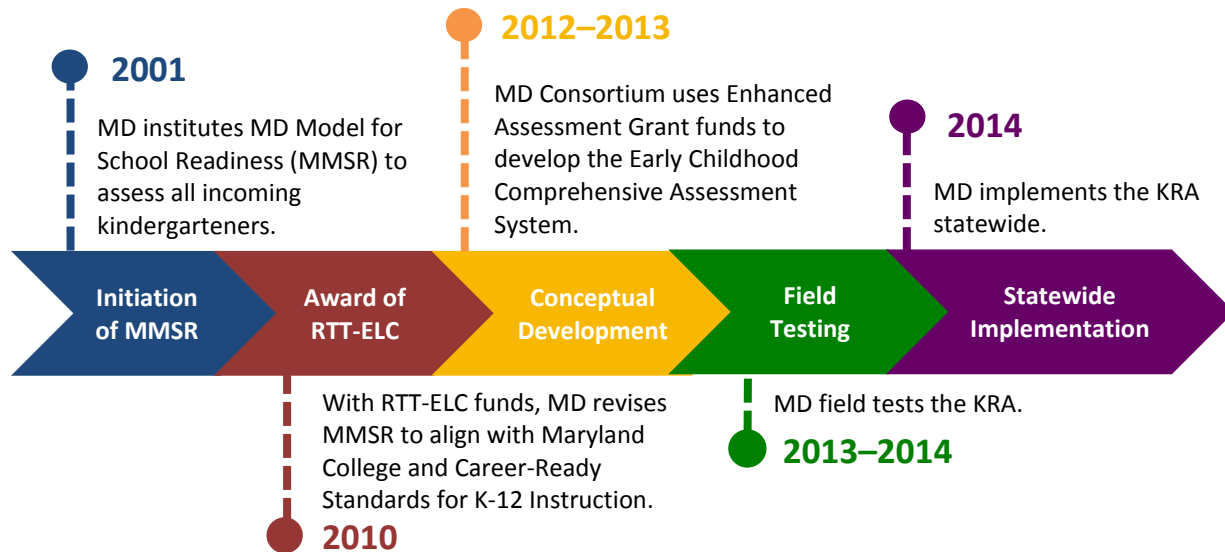 2001
MD institutes MD Model for
School Readiness (MMSR) to
assess all incoming
kindergarteners.
2012–2013
MD Consortium uses Enhanced
Assessment Grant funds to
develop the Early Childhood
Comprehensive Assessment
System.
2014
MD implements the KRA
statewide.
Initiation
of MMSR
Award of
RTT-ELC
Conceptual
Development
Field
Testing
Statewide
Implementation
With RTT-ELC funds, MD revises
MMSR to align with Maryland
College and Career-Ready
Standards for K-12 Instruction.
2010
MD field tests the KRA.
2013–2014